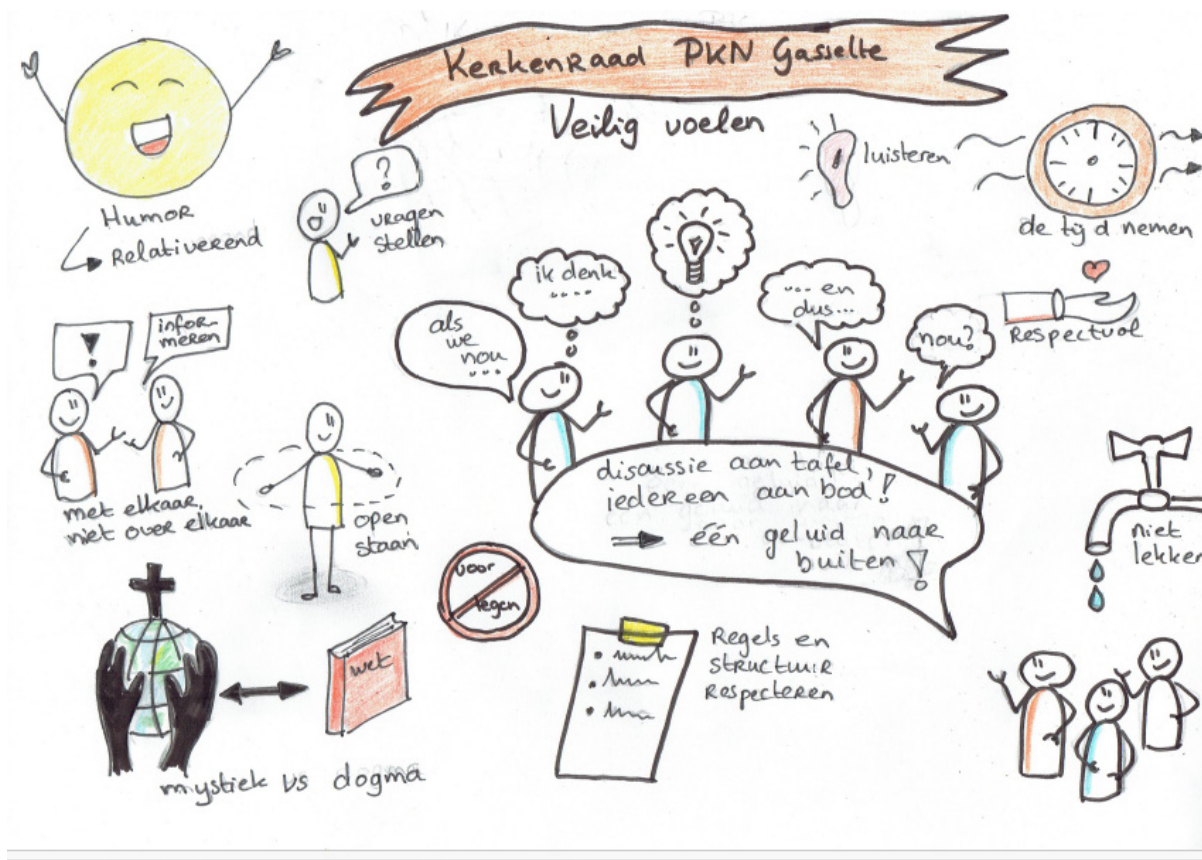 Kerkenraad PKN Gasselte
Veilig voelen
Humor
Relativerend
?
vragen
stellen
luisteren
de tijd nemen
Respectvol
!
infor-
meren
met elkaar,
niet over elkaar
open
staan
als
we
nou
...
ik denk
....
... en
dus...
nou?
discussie aan tafel,
iedereen aan bod!
één geluid naar
buiten!
niet
lekken
voor
tegen
wet
mystiek vs dogma
Regels en
structuur
respecteren